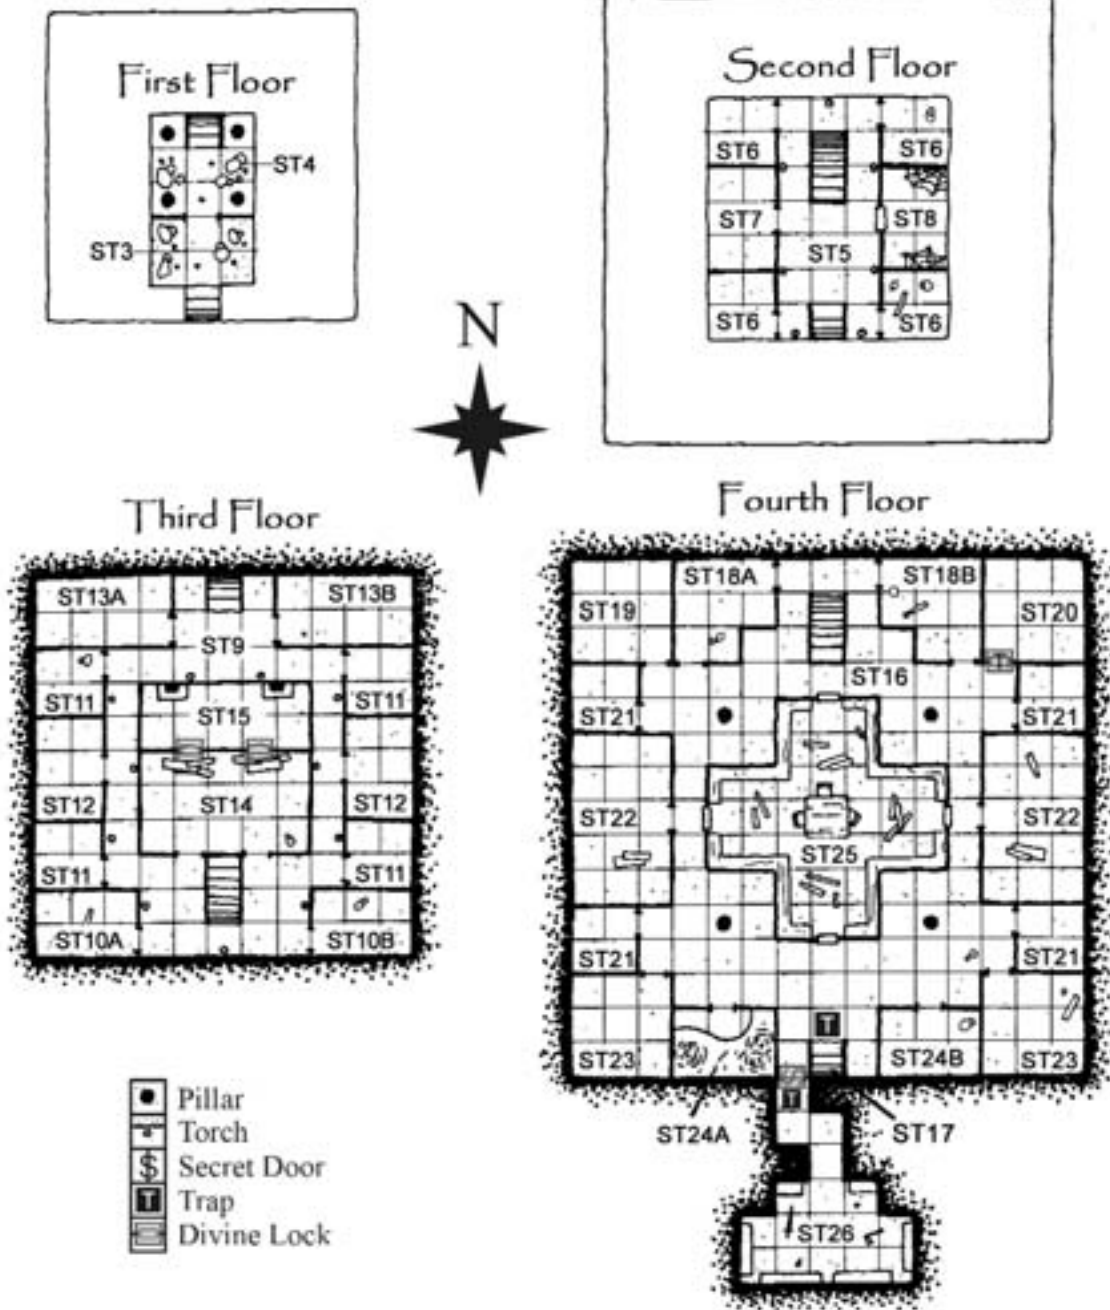 First Floor
ST4
ST3
Second Floor
ST6 ST6
ST7 ST8
ST5
ST6 ST6
N
Third Floor
ST13A ST13B
ST9
ST11 ST11
ST15
ST14
ST12 ST12
ST11 ST11
ST10A ST10B
Fourth Floor
ST18A ST18B
ST19 ST20
ST16
ST21 ST21
ST22 ST22
ST25
ST21 ST21
T
ST23 ST24B ST23
T
ST24A ST17
ST26
Pillar
Torch
$ Secret Door
T Trap
Divine Lock